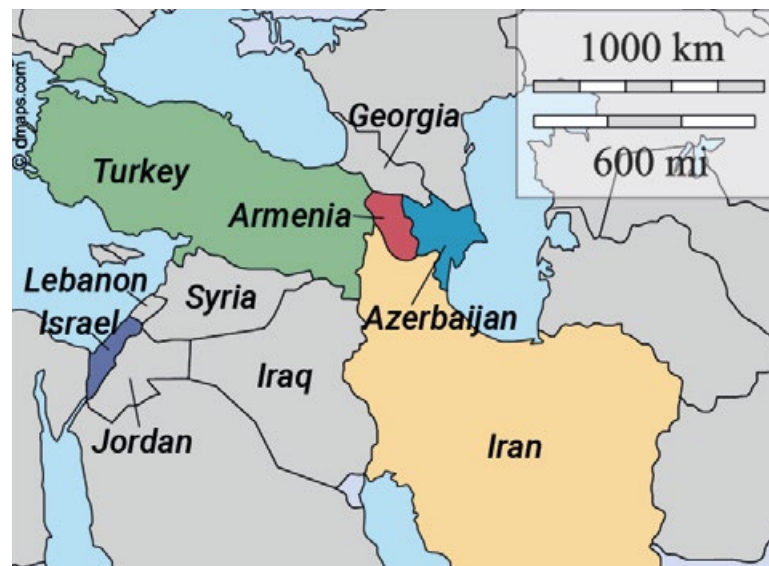 © dmaps.com
1000 km
600 mi
Georgia
Turkey
Armenia
Lebanon
Syria
Israel
Azerbaijan
Iraq
Jordan
Iran